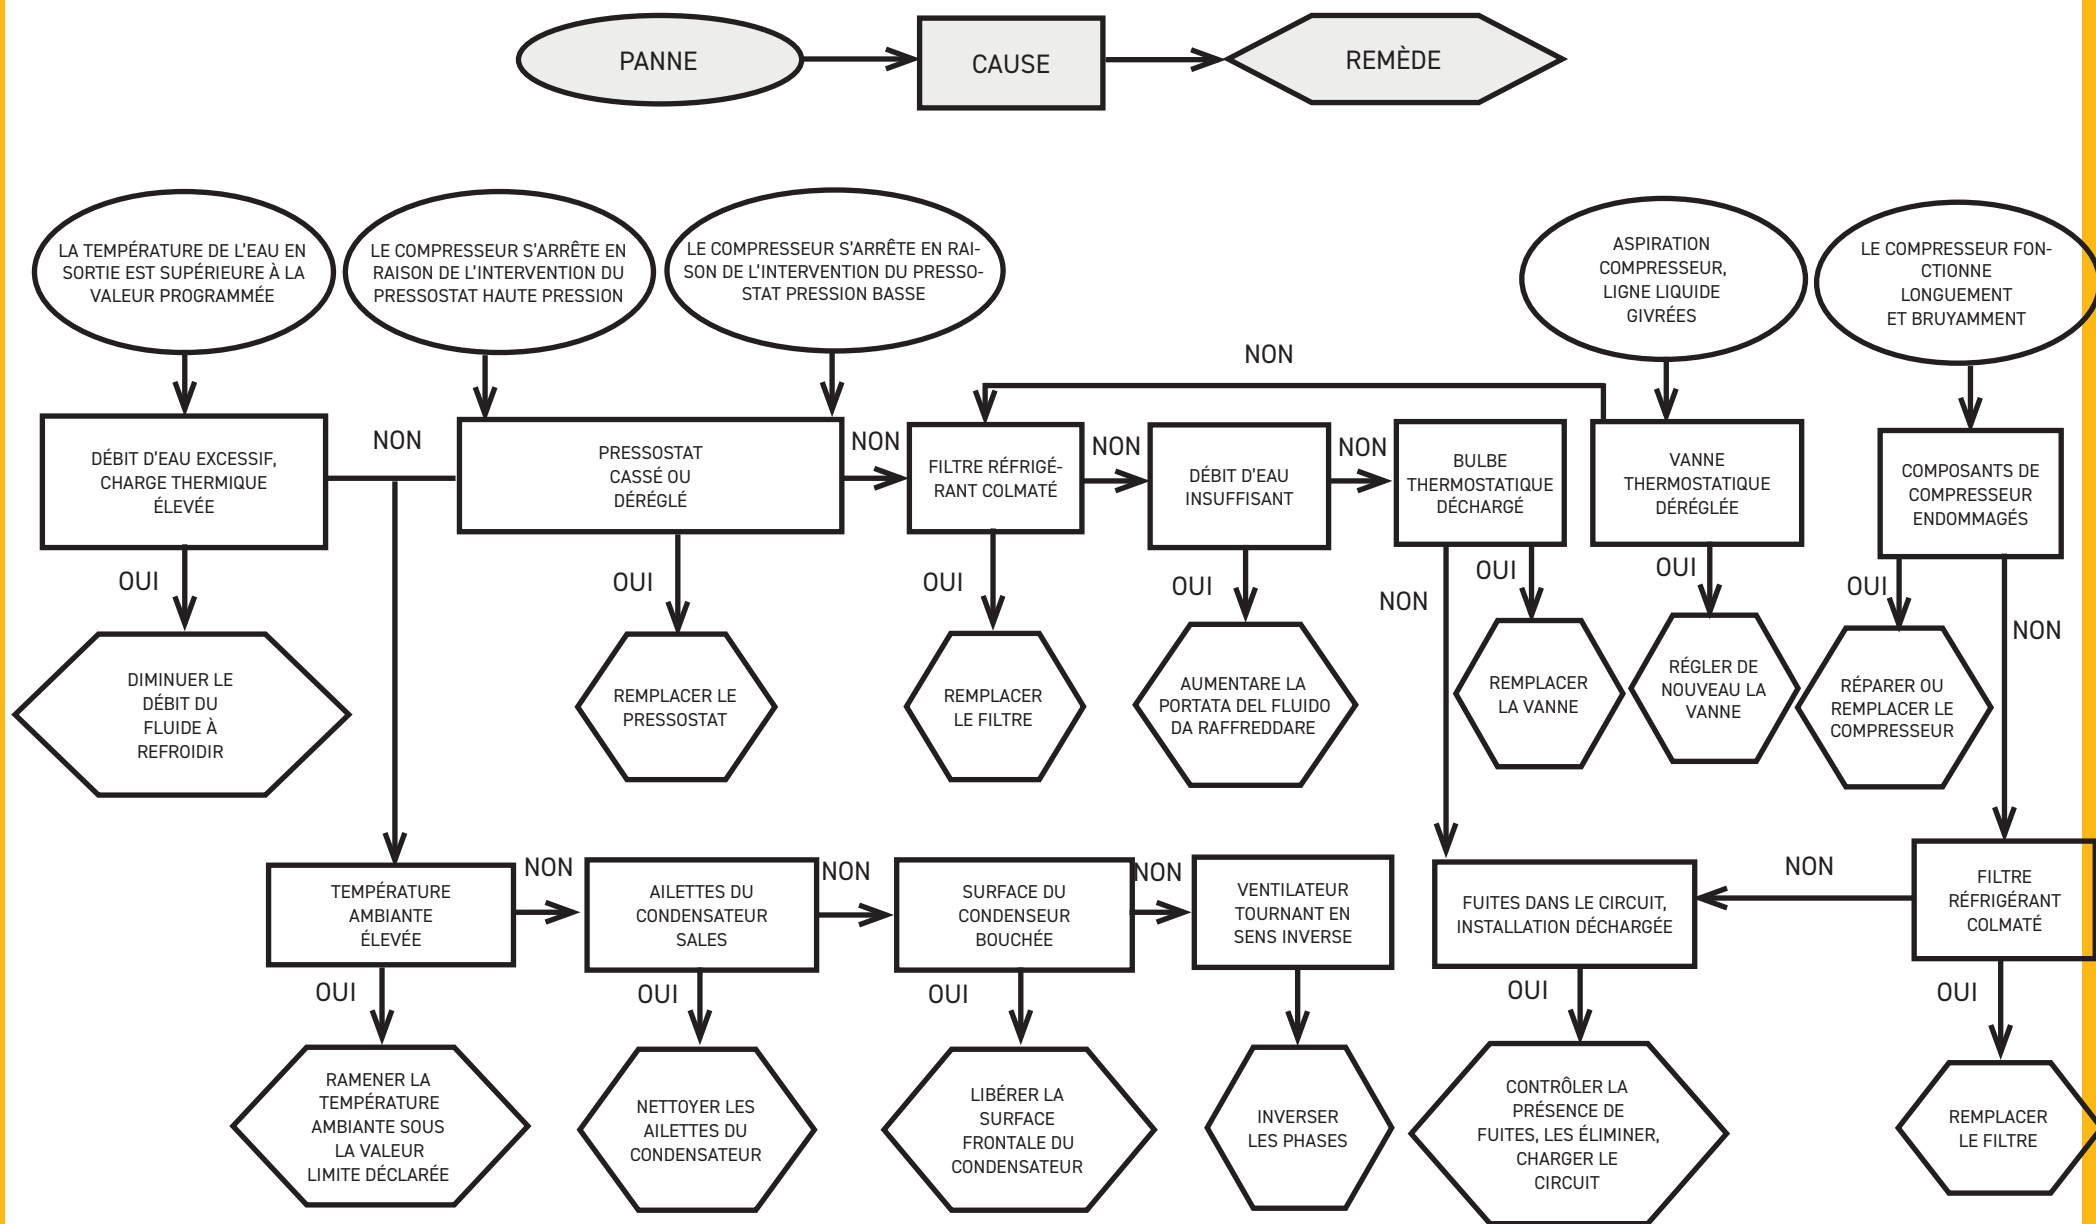 PANNE
CAUSE
REMÈDE
LA TEMPÉRATURE DE L'EAU EN
SORTIE EST SUPÉRIEURE À LA
VALEUR PROGRAMMÉE
LE COMPRESSEUR S'ARRÊTE EN
RAISON DE L'INTERVENTION DU
PRESSOSTAT HAUTE PRESSION
LE COMPRESSEUR S'ARRÊTE EN RAI-
SON DE L'INTERVENTION DU PRESSO-
STAT PRESSION BASSE
ASPIRATION
COMPRESSEUR,
LIGNE LIQUIDE
GIVRÉES
LE COMPRESSEUR FON-
CTIONNE
LONGUEMENT
ET BRUYAMMENT
NON
DÉBIT D'EAU EXCESSIF,
CHARGE THERMIQUE
ÉLEVÉE
NON
PRESSOSTAT
CASSÉ OU
DÉRÉGLÉ
NON
FILTRE RÉFRIGÉ-
RANT COLMATÉ
NON
DÉBIT D'EAU
INSUFFISANT
NON
BULBE
THERMOSTATIQUE
DÉCHARGÉ
VANNE
THERMOSTATIQUE
DÉRÉGLÉE
COMPOSANTS DE
COMPRESSEUR
ENDOMMAGÉS
OUI
OUI
OUI
OUI
NON
OUI
OUI
OUI
NON
DIMINUER LE
DÉBIT DU
FLUIDE À
REFROIDIR
REMPLACER LE
PRESSOSTAT
REMPLACER
LE FILTRE
AUMENTARE LA
PORTATA DEL FLUIDO
DA RAFFREDDARE
REMPLACER
LA VANNE
RÉGLER DE
NOUVEAU LA
VANNE
RÉPARER OU
REMPLACER LE
COMPRESSEUR
TEMPÉRATURE
AMBIANTE
ÉLEVÉE
NON
AILETTES DU
CONDENSATEUR
SALES
NON
SURFACE DU
CONDENSEUR
BOUCHÉE
NON
VENTILATEUR
TOURNANT EN
SENS INVERSE
FUITES DANS LE CIRCUIT,
INSTALLATION DÉCHARGÉE
NON
FILTRE
RÉFRIGÉRANT
COLMATÉ
OUI
OUI
OUI
OUI
OUI
RAMENER LA
TEMPÉRATURE
AMBIANTE SOUS
LA VALEUR
LIMITE DÉCLARÉE
NETTOYER LES
AILETTES DU
CONDENSATEUR
LIBÉRER LA
SURFACE
FRONTALE DU
CONDENSATEUR
INVERSER
LES PHASES
CONTRÔLER LA
PRÉSENCE DE
FUITES, LES ÉLIMINER,
CHARGER LE
CIRCUIT
REMPLACER
LE FILTRE